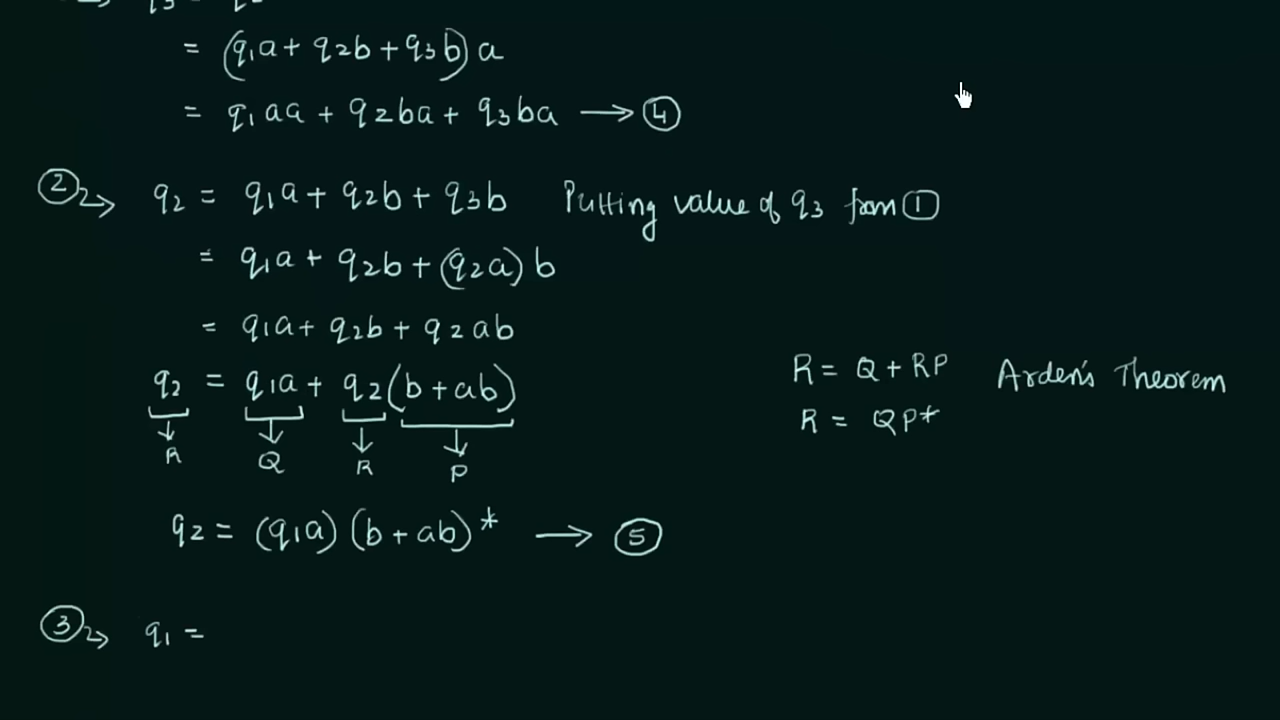 = (q₁a + q₂b + q₃b) a
= q₁aa + q₂ba + q₃ba → ④
② → q₂ = q₁a + q₂b + q₃b Putting value of q₃ from ①
= q₁a + q₂b + (q₂a) b
= q₁a + q₂b + q₂ab
q₂ = q₁a + q₂ (b + ab)
R Q R P
R = Q + RP Arden's Theorem
R = QP*
q₂ = (q₁a) (b + ab)* → ⑤
③ → q₁ =